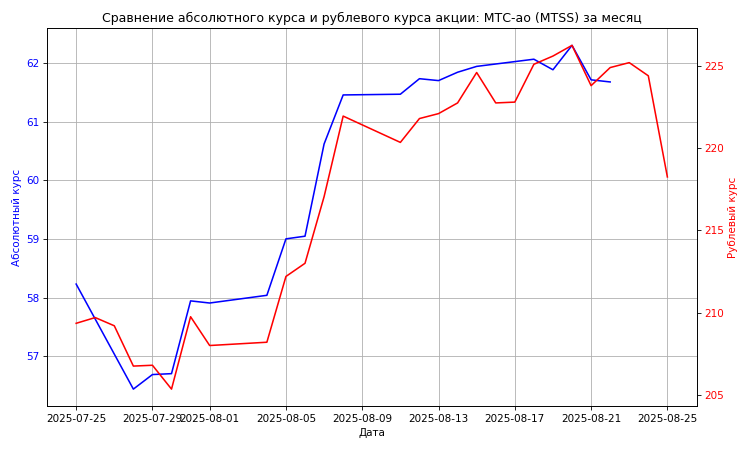 Сравнение абсолютного курса и рублевого курса акции: МТС-ао (MTSS) за месяц
62
61
60
59
58
57
Абсолютный курс
225
220
215
210
205
Рублевый курс
2025-07-25 2025-07-29 2025-08-01 2025-08-05 2025-08-09 2025-08-13 2025-08-17 2025-08-21 2025-08-25
Дата